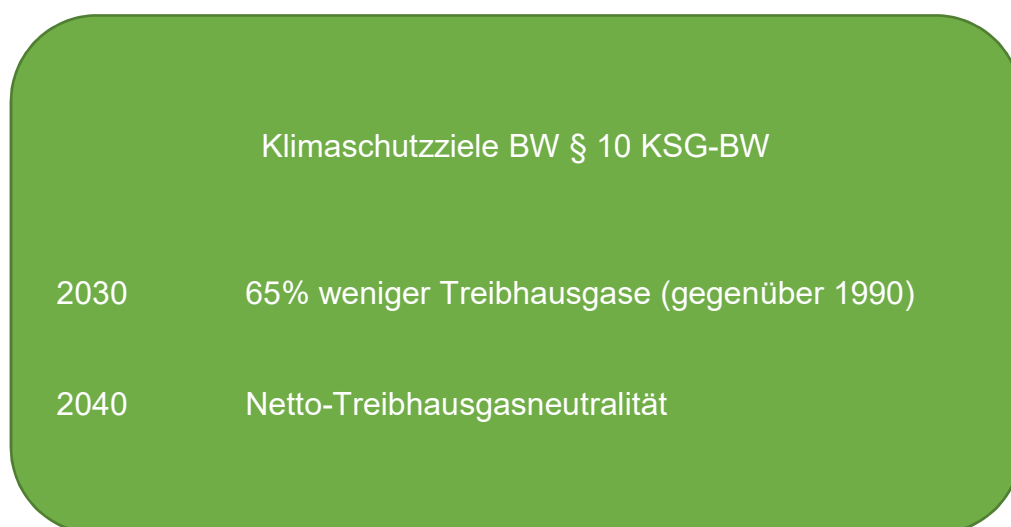 Klimaschutzziele BW § 10 KSG-BW
2030 65% weniger Treibhausgase (gegenüber 1990)
2040 Netto-Treibhausgasneutralität